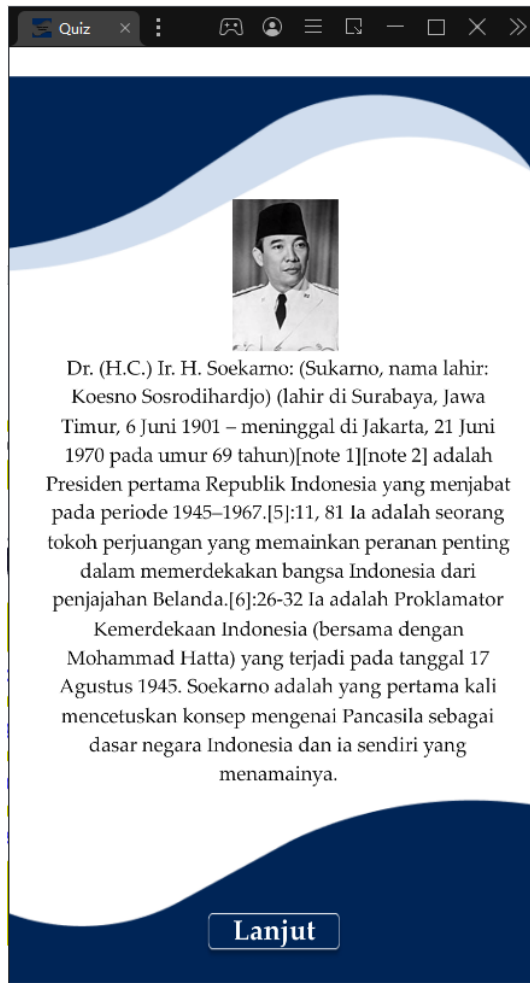 Quiz
Dr. (H.C.) Ir. H. Soekarno: (Sukarno, nama lahir:
Koesno Sosrodihardjo) (lahir di Surabaya, Jawa
Timur, 6 Juni 1901 – meninggal di Jakarta, 21 Juni
1970 pada umur 69 tahun)[note 1][note 2] adalah
Presiden pertama Republik Indonesia yang menjabat
pada periode 1945–1967.[5]:11, 81 Ia adalah seorang
tokoh perjuangan yang memainkan peranan penting
dalam memerdekakan bangsa Indonesia dari
penjajahan Belanda.[6]:26-32 Ia adalah Proklamator
Kemerdekaan Indonesia (bersama dengan
Mohammad Hatta) yang terjadi pada tanggal 17
Agustus 1945. Soekarno adalah yang pertama kali
mencetuskan konsep mengenai Pancasila sebagai
dasar negara Indonesia dan ia sendiri yang
menamainya.
Lanjut